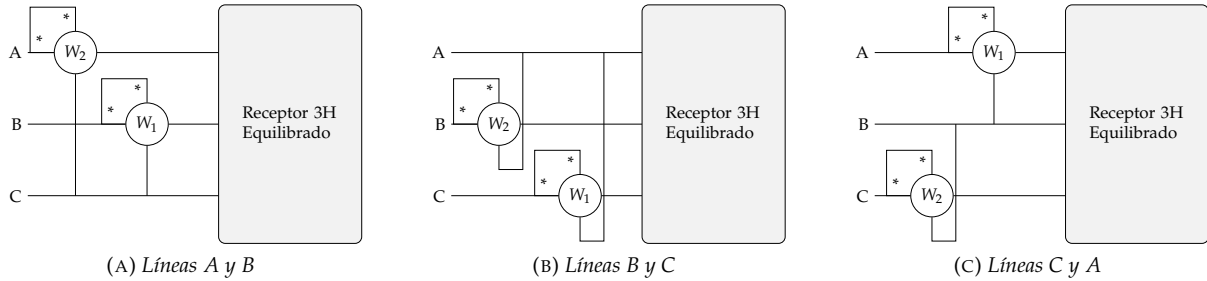 * *
A W₂
* *
B W₁
C
Receptor 3H
Equilibrado
(A) Líneas A y B
A
* *
B W₂
* *
C W₁
Receptor 3H
Equilibrado
(B) Líneas B y C
* *
A W₁
B
* *
C W₂
Receptor 3H
Equilibrado
(C) Líneas C y A